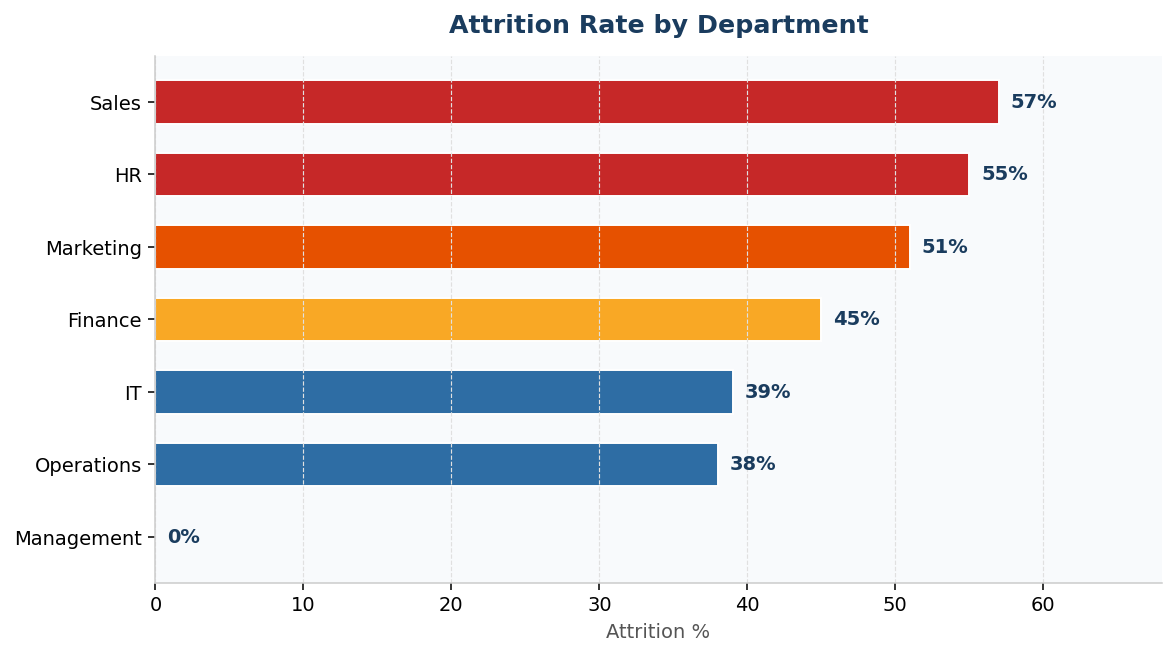 Attrition Rate by Department
Sales 57%
HR 55%
Marketing 51%
Finance 45%
IT 39%
Operations 38%
Management 0%
0 10 20 30 40 50 60
Attrition %